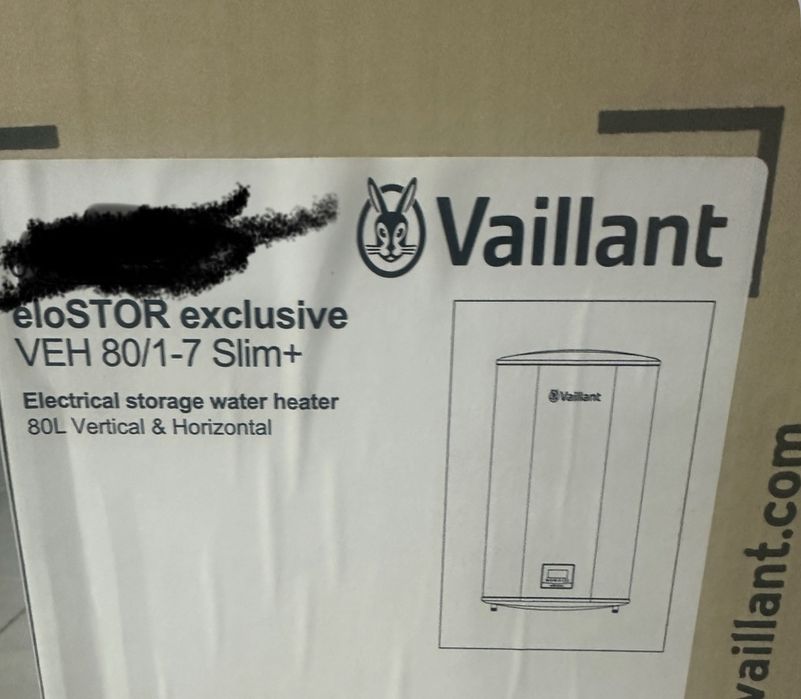 Vaillant
eloSTOR exclusive
VEH 80/1-7 Slim+
Electrical storage water heater
80L Vertical & Horizontal
Vaillant
vaillant.com